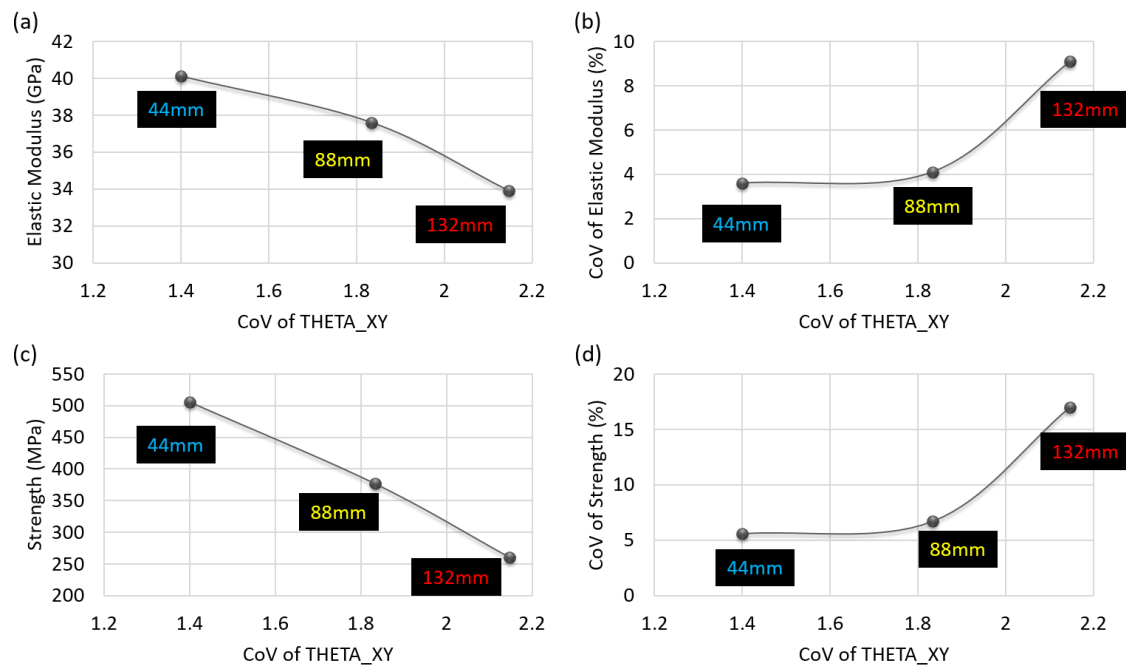 (a)
Elastic Modulus (GPa)
42
40
38
36
34
32
30
44mm
88mm
132mm
1.2
1.4
1.6
1.8
2
2.2
CoV of THETA_XY
(b)
CoV of Elastic Modulus (%)
10
8
6
4
2
0
44mm
88mm
132mm
1.2
1.4
1.6
1.8
2
2.2
CoV of THETA_XY
(c)
Strength (MPa)
550
500
450
400
350
300
250
200
44mm
88mm
132mm
1.2
1.4
1.6
1.8
2
2.2
CoV of THETA_XY
(d)
CoV of Strength (%)
20
15
10
5
0
44mm
88mm
132mm
1.2
1.4
1.6
1.8
2
2.2
CoV of THETA_XY